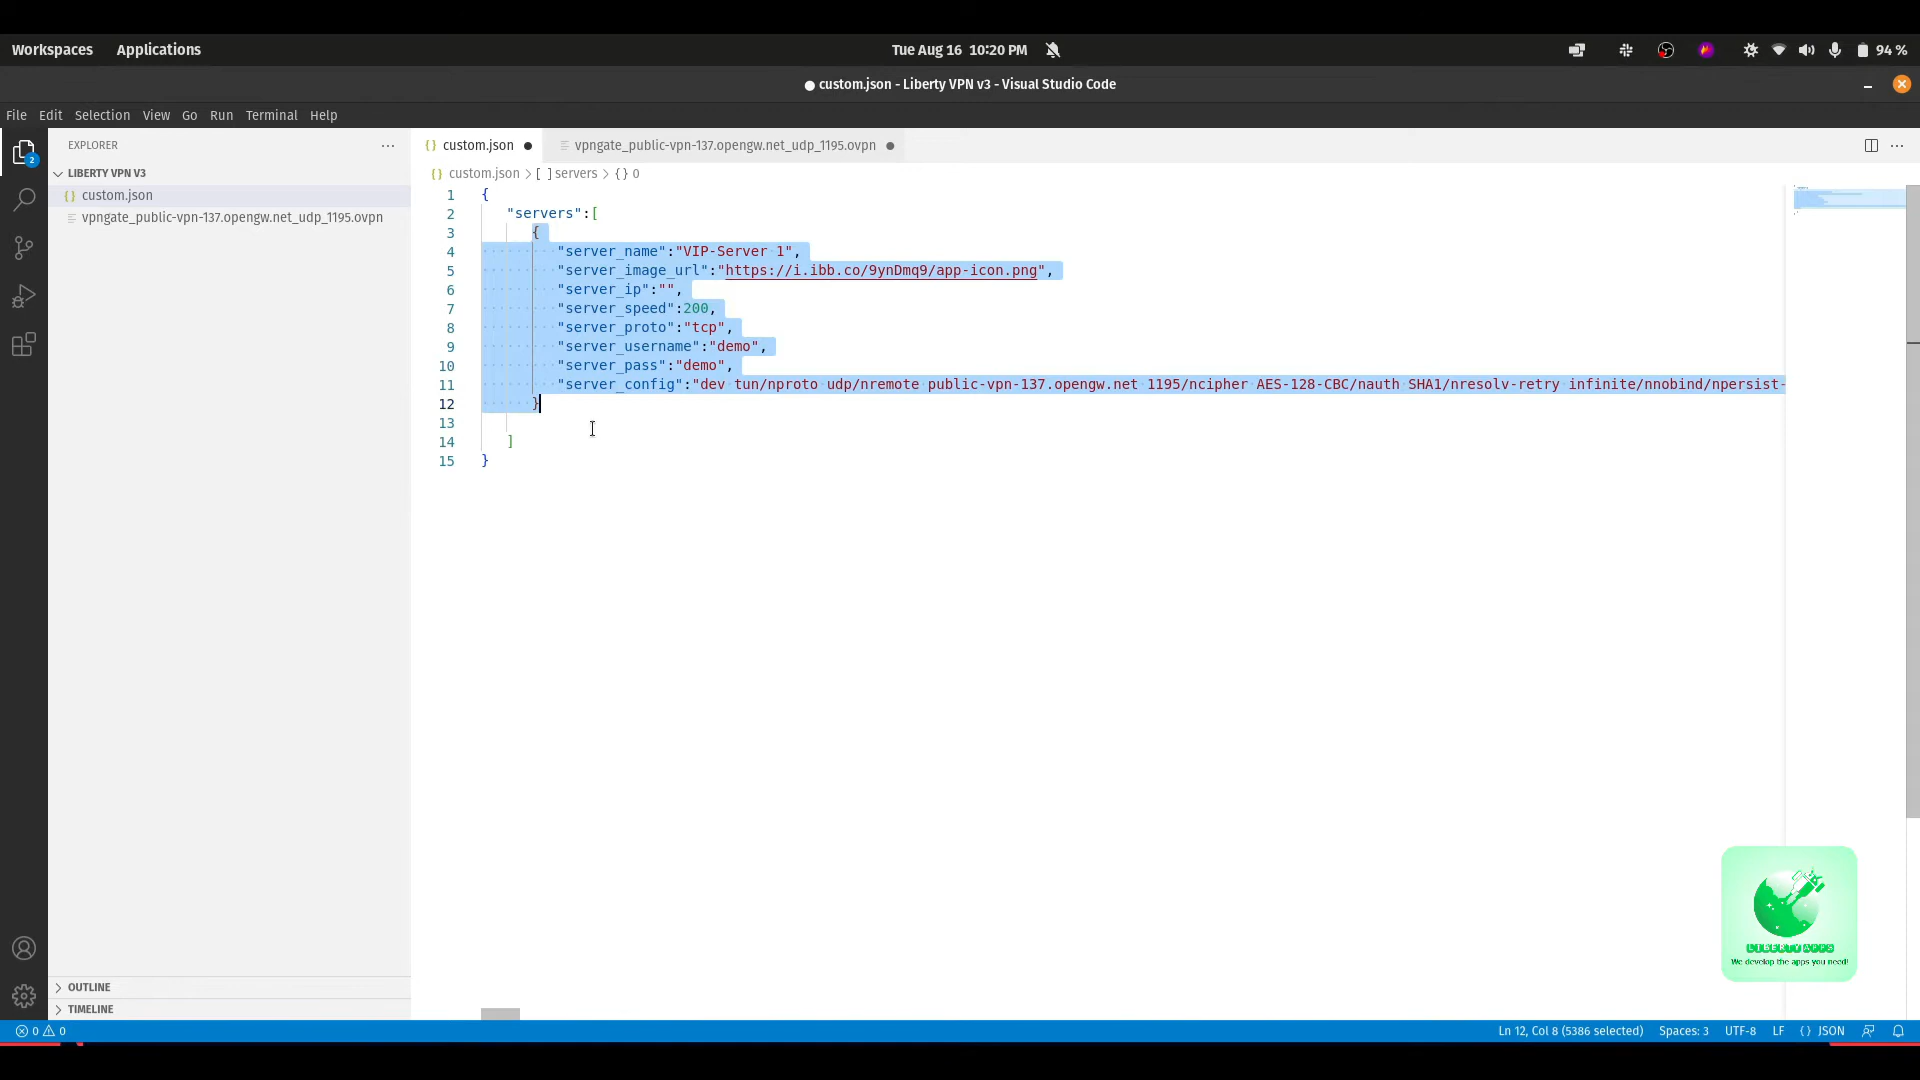 Workspaces Applications Tue Aug 16 10:20 PM 94 %
custom.json - Liberty VPN v3 - Visual Studio Code
File Edit Selection View Go Run Terminal Help
EXPLORER
LIBERTY VPN V3
2
custom.json
vpngate_public-vpn-137.opengw.net_udp_1195.ovpn
custom.json vpngate_public-vpn-137.opengw.net_udp_1195.ovpn
custom.json > [ ] servers > {} 0
1 {
2 "servers":[
3 {
4 "server_name":"VIP-Server 1",
5 "server_image_url":"https://i.ibb.co/9ynDmq9/app-icon.png",
6 "server_ip":"",
7 "server_speed":200,
8 "server_proto":"tcp",
9 "server_username":"demo",
10 "server_pass":"demo",
11 "server_config":"dev tun/nproto udp/nremote public-vpn-137.opengw.net 1195/ncipher AES-128-CBC/nauth SHA1/nresolv-retry infinite/nnobind/npersist-
12 }
13
14 ]
15 }
LIBERTY APPS
We develop the apps you need!
OUTLINE
TIMELINE
0 0 Ln 12, Col 8 (5386 selected) Spaces: 3 UTF-8 LF {} JSON